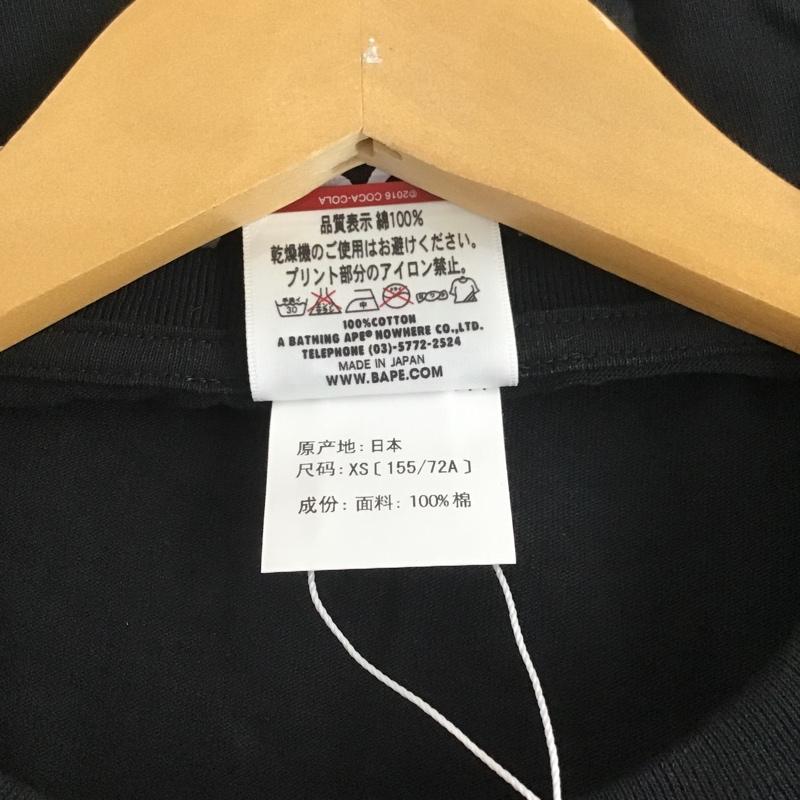 ©2016 COCA-COLA
品質表示 綿100%
乾燥機のご使用はお避けください。
プリント部分のアイロン禁止。
30 中
100%COTTON
A BATHING APE® NOWHERE CO.,LTD.
TELEPHONE (03)-5772-2524
MADE IN JAPAN
WWW.BAPE.COM
原产地: 日本
尺码: XS〔155/72A〕
成份: 面料: 100% 棉